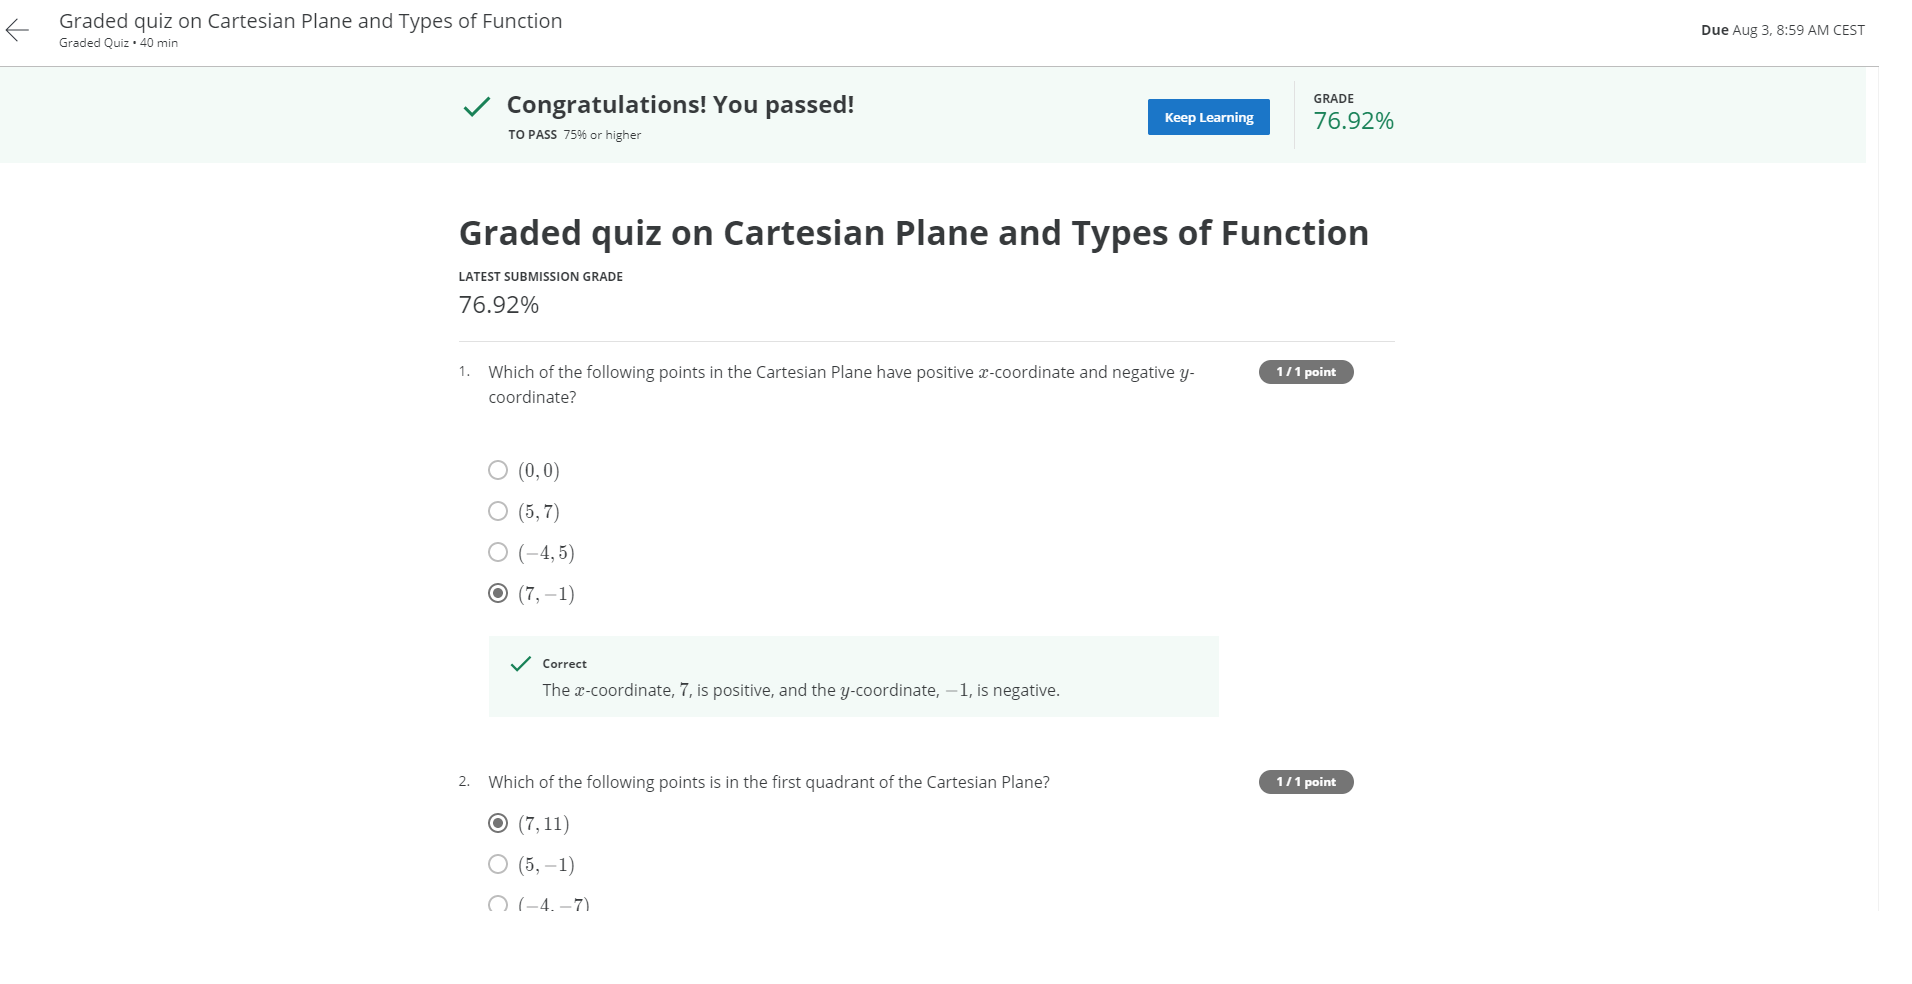 Graded quiz on Cartesian Plane and Types of Function
Graded Quiz • 40 min
Due Aug 3, 8:59 AM CEST
Congratulations! You passed!
TO PASS 75% or higher
Keep Learning
GRADE
76.92%
Graded quiz on Cartesian Plane and Types of Function
LATEST SUBMISSION GRADE
76.92%
1. Which of the following points in the Cartesian Plane have positive x-coordinate and negative y-
coordinate?
1 / 1 point
(0, 0)
(5, 7)
(−4, 5)
(7, −1)
Correct
The x-coordinate, 7, is positive, and the y-coordinate, −1, is negative.
2. Which of the following points is in the first quadrant of the Cartesian Plane?
1 / 1 point
(7, 11)
(5, −1)
(−4, −7)